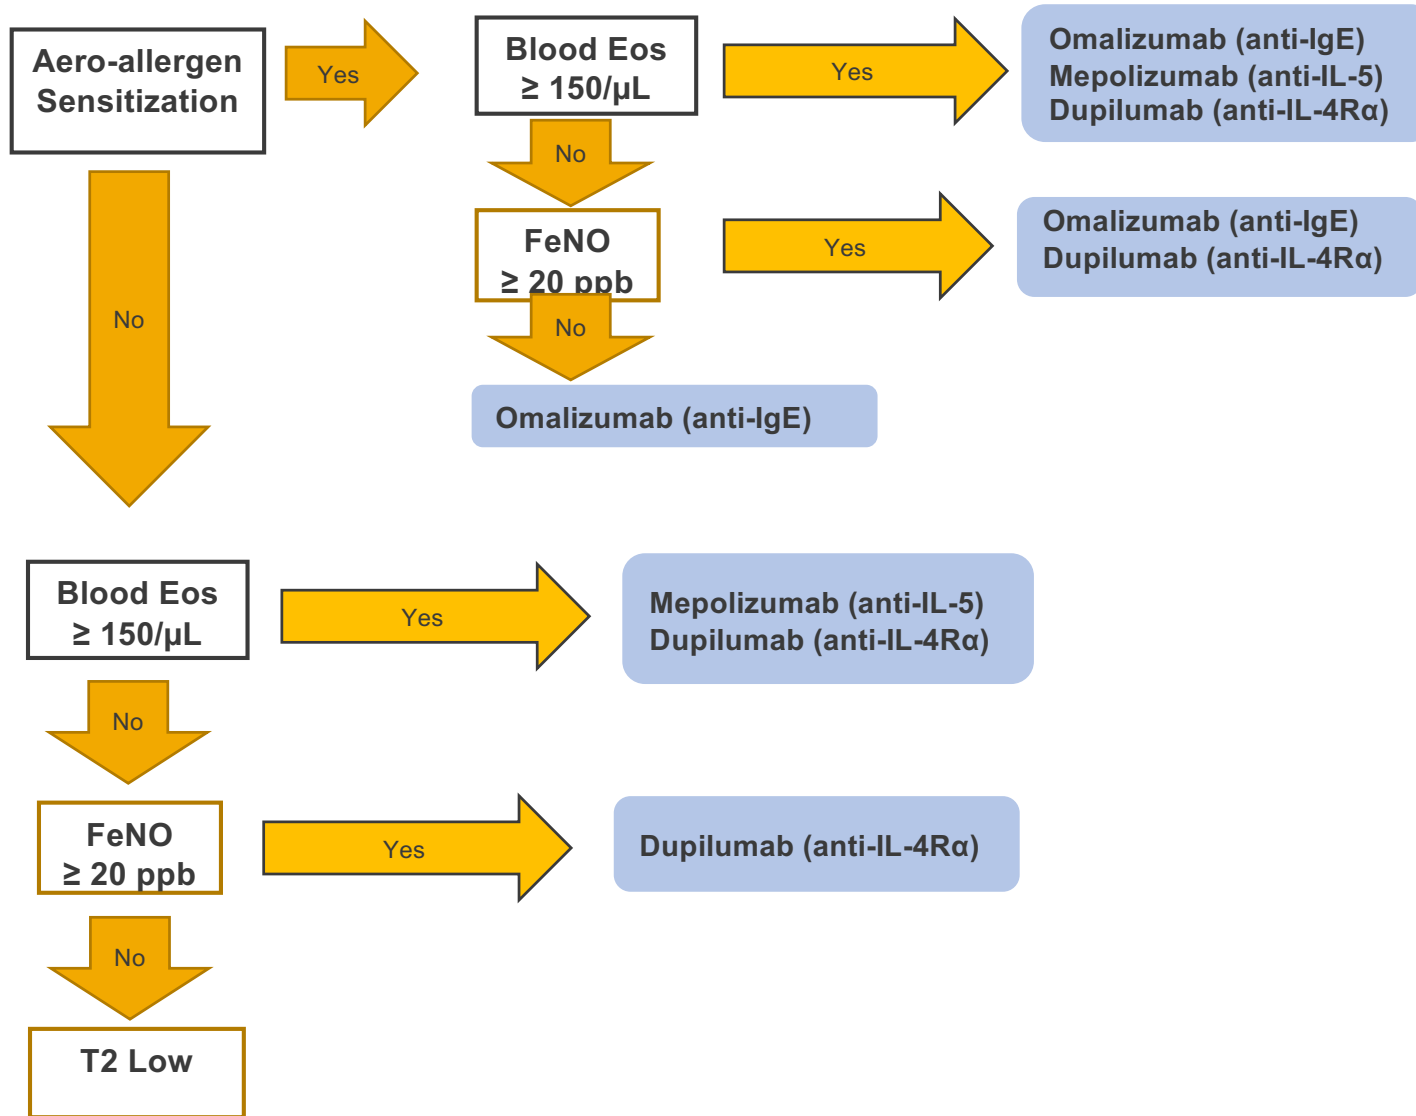 Aero-allergen
Sensitization
Yes
Blood Eos
≥ 150/µL
Yes
Omalizumab (anti-IgE)
Mepolizumab (anti-IL-5)
Dupilumab (anti-IL-4Rα)
No
FeNO
≥ 20 ppb
Yes
Omalizumab (anti-IgE)
Dupilumab (anti-IL-4Rα)
No
Omalizumab (anti-IgE)
No
Blood Eos
≥ 150/µL
Yes
Mepolizumab (anti-IL-5)
Dupilumab (anti-IL-4Rα)
No
FeNO
≥ 20 ppb
Yes
Dupilumab (anti-IL-4Rα)
No
T2 Low